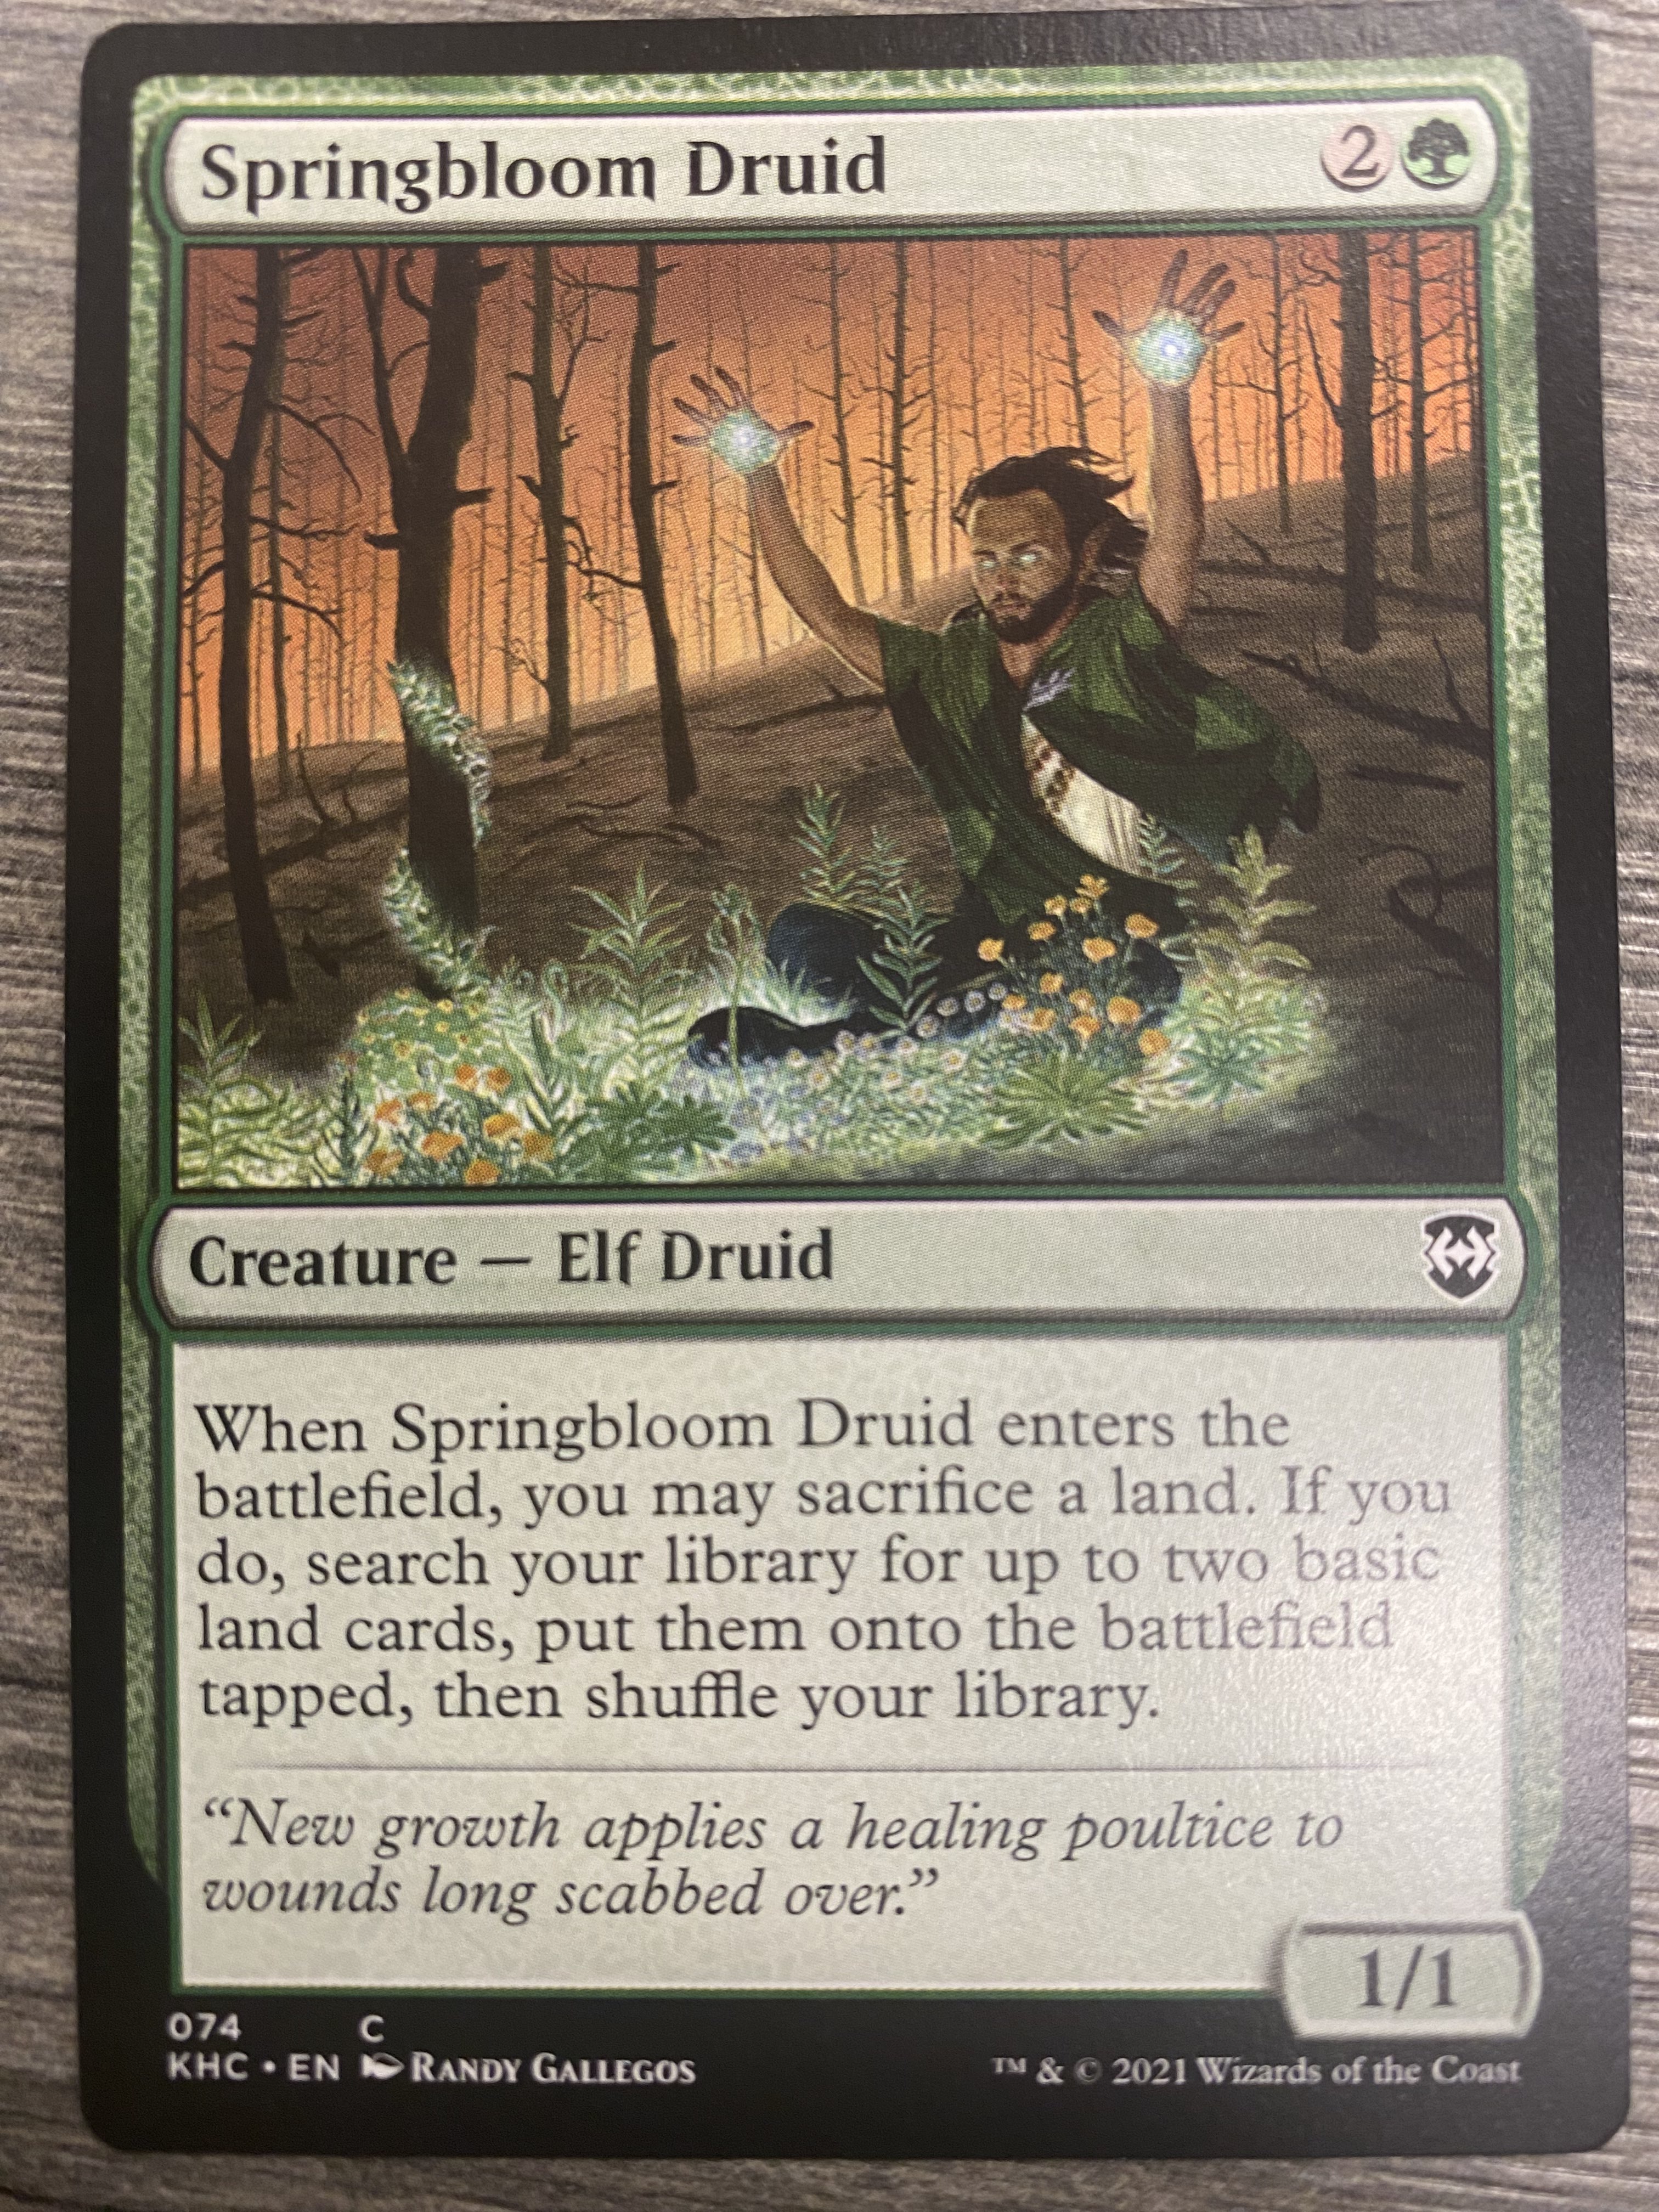 Springbloom Druid 2
Creature — Elf Druid
When Springbloom Druid enters the
battlefield, you may sacrifice a land. If you
do, search your library for up to two basic
land cards, put them onto the battlefield
tapped, then shuffle your library.
“New growth applies a healing poultice to
wounds long scabbed over.”
1/1
074 C
KHC • EN RANDY GALLEGOS
™ & © 2021 Wizards of the Coast